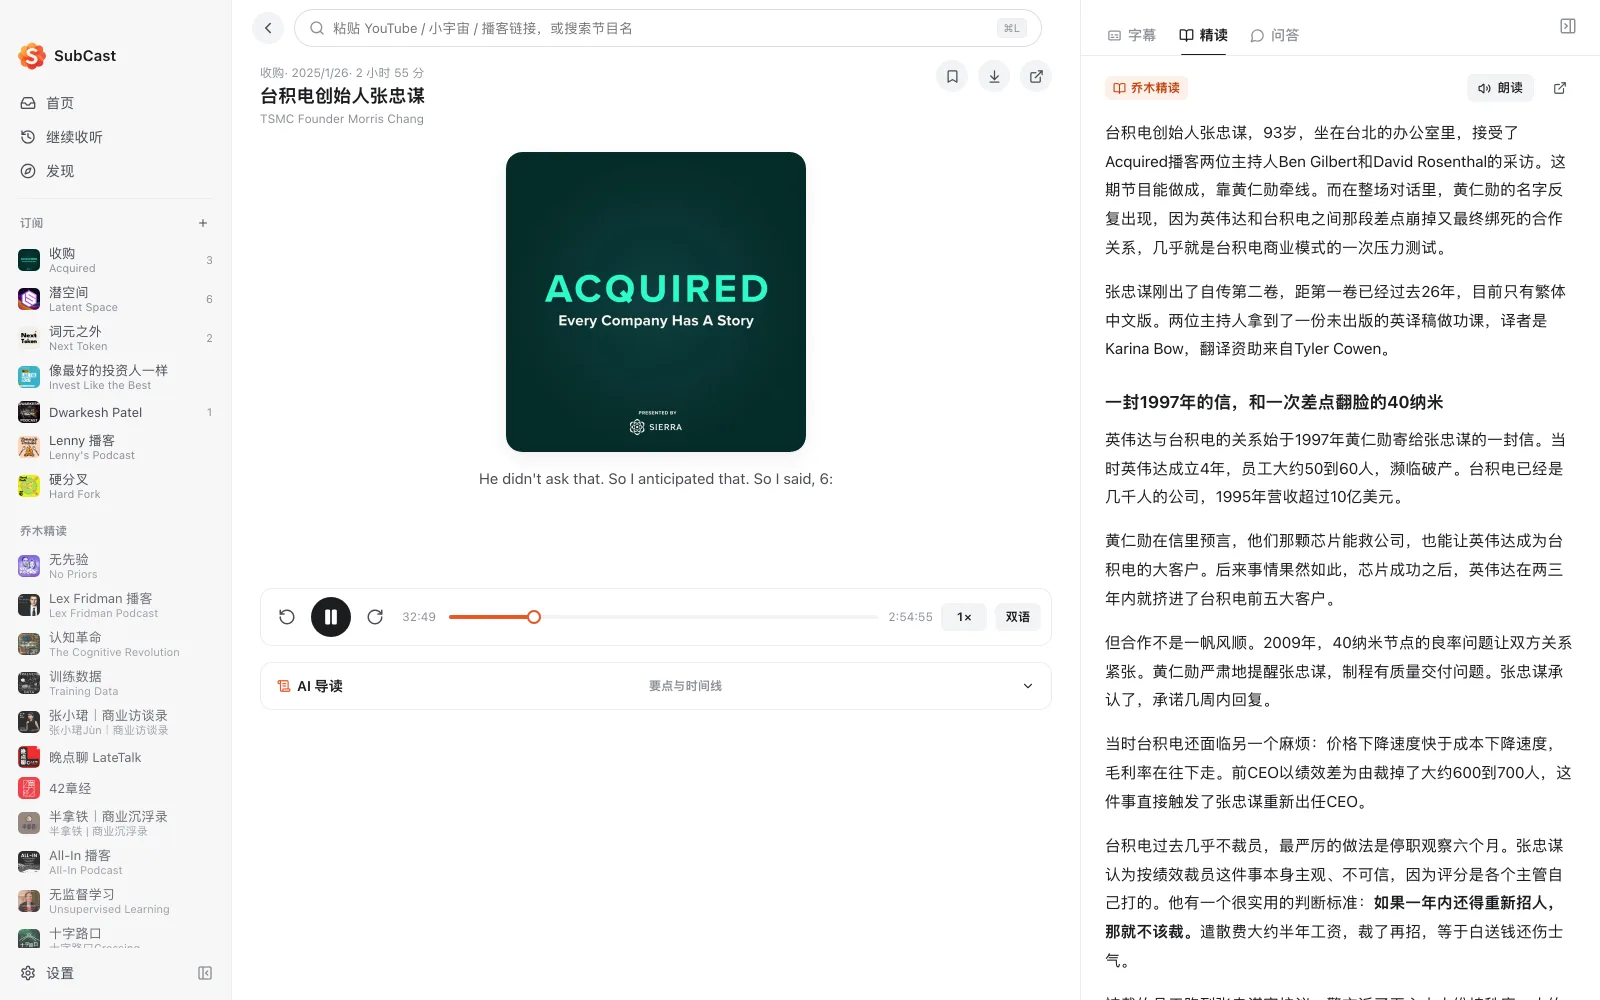 SubCast
首页
继续收听
发现
订阅
收购
Acquired
3
潜空间
Latent Space
6
词元之外
Next Token
2
像最好的投资人一样
Invest Like the Best
Dwarkesh Patel
1
Lenny 播客
Lenny's Podcast
硬分叉
Hard Fork
乔木精读
无先验
No Priors
Lex Fridman 播客
Lex Fridman Podcast
认知革命
The Cognitive Revolution
训练数据
Training Data
张小珺｜商业访谈录
张小珺Jùn｜商业访谈录
晚点聊 LateTalk
42章经
半拿铁｜商业沉浮录
半拿铁 | 商业沉浮录
All-In 播客
All-In Podcast
无监督学习
Unsupervised Learning
十字路口
十字路口Crossing
设置
粘贴 YouTube / 小宇宙 / 播客链接，或搜索节目名
⌘L
收购· 2025/1/26· 2 小时 55 分
台积电创始人张忠谋
TSMC Founder Morris Chang
ACQUIRED
Every Company Has A Story
PRESENTED BY
SIERRA
He didn't ask that. So I anticipated that. So I said, 6:
32:49
2:54:55
1×
双语
AI 导读
要点与时间线
字幕
精读
问答
乔木精读
朗读
台积电创始人张忠谋，93岁，坐在台北的办公室里，接受了
Acquired播客两位主持人Ben Gilbert和David Rosenthal的采访。这
期节目能做成，靠黄仁勋牵线。而在整场对话里，黄仁勋的名字反
复出现，因为英伟达和台积电之间那段差点崩掉又最终绑死的合作
关系，几乎就是台积电商业模式的一次压力测试。
张忠谋刚出了自传第二卷，距第一卷已经过去26年，目前只有繁体
中文版。两位主持人拿到了一份未出版的英译稿做功课，译者是
Karina Bow，翻译资助来自Tyler Cowen。
一封1997年的信，和一次差点翻脸的40纳米
英伟达与台积电的关系始于1997年黄仁勋寄给张忠谋的一封信。当
时英伟达成立4年，员工大约50到60人，濒临破产。台积电已经是
几千人的公司，1995年营收超过10亿美元。
黄仁勋在信里预言，他们那颗芯片能救公司，也能让英伟达成为台
积电的大客户。后来事情果然如此，芯片成功之后，英伟达在两三
年内就挤进了台积电前五大客户。
但合作不是一帆风顺。2009年，40纳米节点的良率问题让双方关系
紧张。黄仁勋严肃地提醒张忠谋，制程有质量交付问题。张忠谋承
认了，承诺几周内回复。
当时台积电还面临另一个麻烦：价格下降速度快于成本下降速度，
毛利率在往下走。前CEO以绩效差为由裁掉了大约600到700人，这
件事直接触发了张忠谋重新出任CEO。
台积电过去几乎不裁员，最严厉的做法是停职观察六个月。张忠谋
认为按绩效裁员这件事本身主观、不可信，因为评分是各个主管自
己打的。他有一个很实用的判断标准：如果一年内还得重新招人，
那就不该裁。遣散费大约半年工资，裁了再招，等于白送钱还伤士
气。